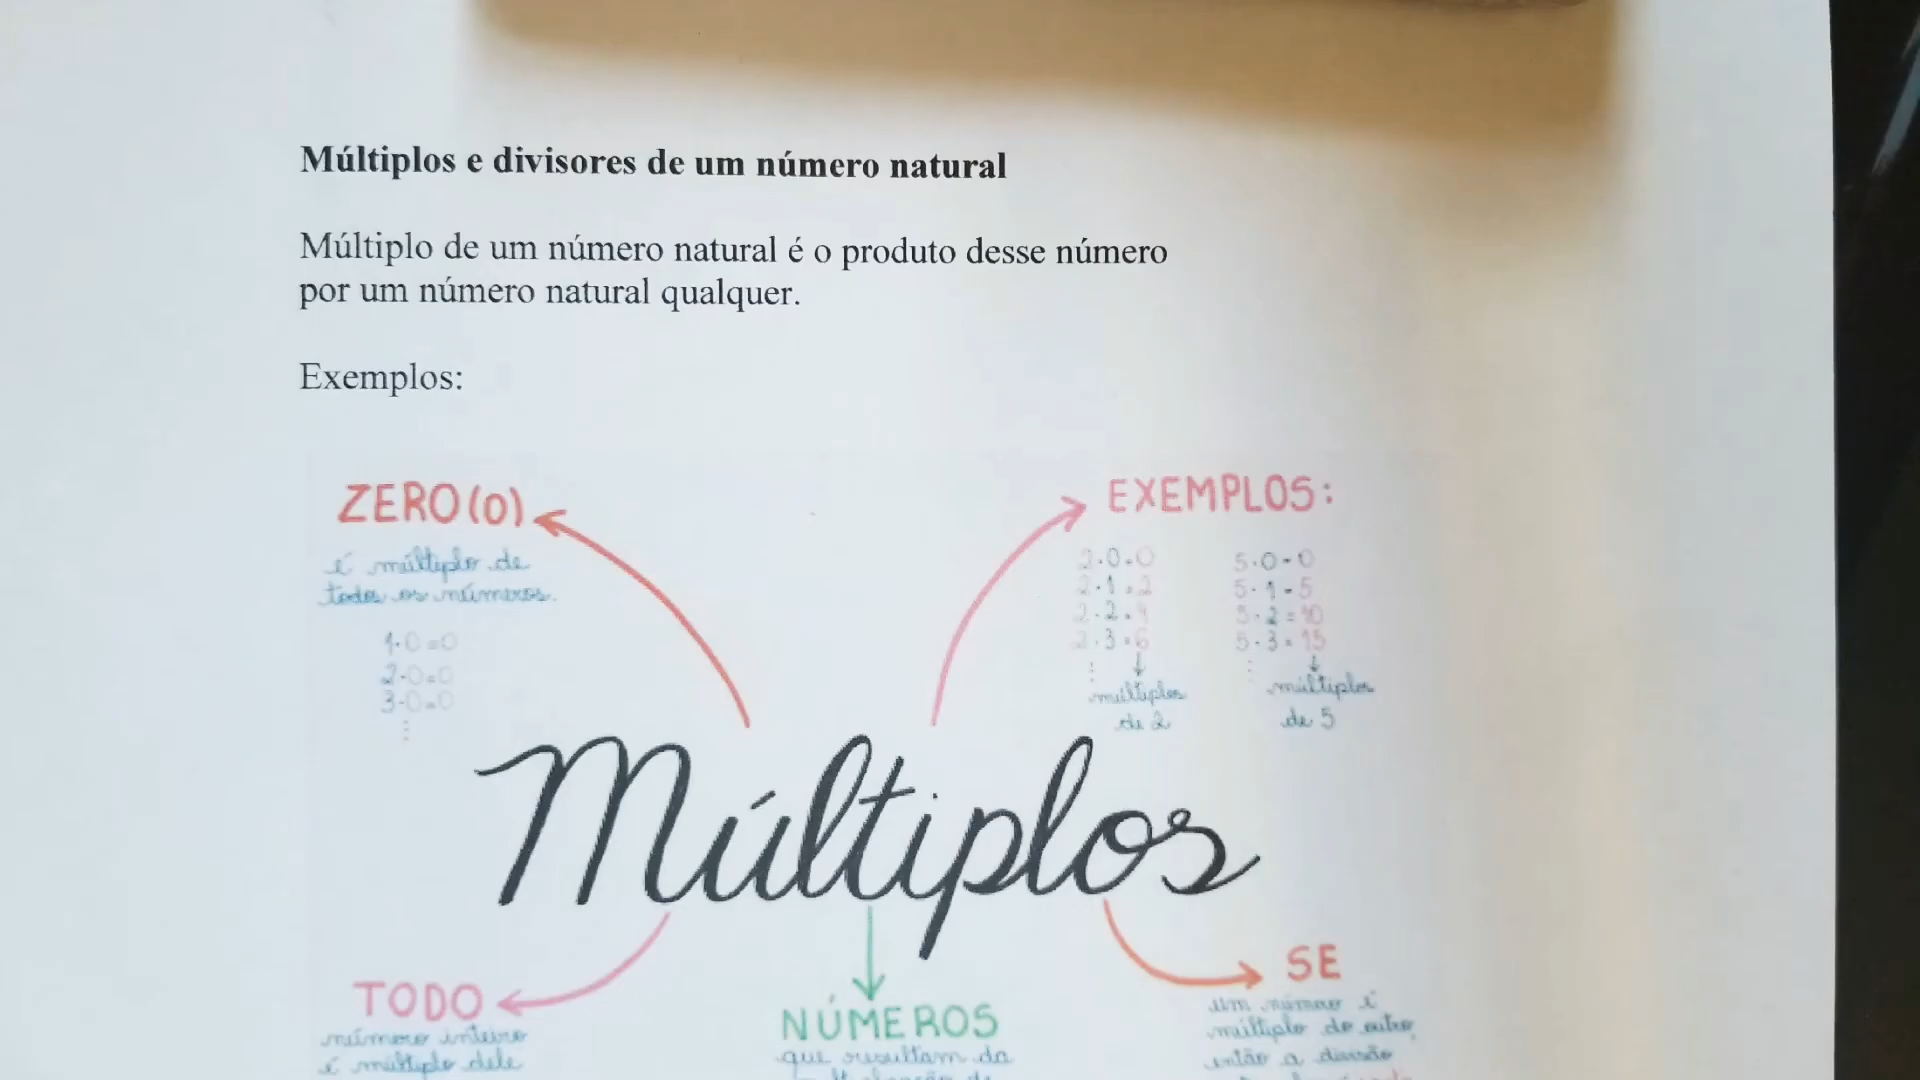 Múltiplos e divisores de um número natural
Múltiplo de um número natural é o produto desse número
por um número natural qualquer.
Exemplos:
ZERO (0)
é múltiplo de
todos os números.
1·0=0
2·0=0
3·0=0
EXEMPLOS:
2·0=0
2·1=2
2·2=4
2·3=6
múltiplos
de 2
5·0=0
5·1=5
5·2=10
5·3=15
múltiplos
de 5
Múltiplos
TODO
número inteiro
é múltiplo dele
NÚMEROS
que resultam da
SE
um número é
múltiplo do outro,
então a divisão